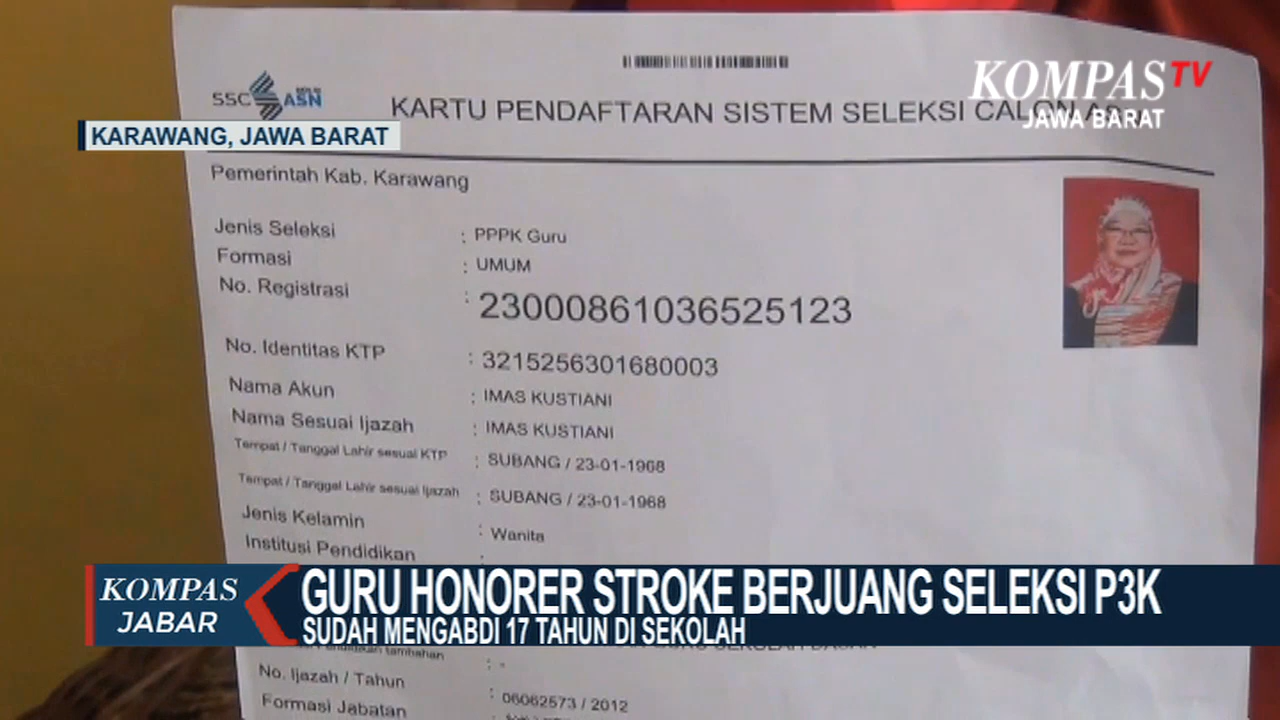 SSC ASN
KARTU PENDAFTARAN SISTEM SELEKSI CALON
KOMPAS TV
JAWA BARAT
KARAWANG, JAWA BARAT
Pemerintah Kab. Karawang
Jenis Seleksi : PPPK Guru
Formasi : UMUM
No. Registrasi : 23000861036525123
No. Identitas KTP : 3215256301680003
Nama Akun : IMAS KUSTIANI
Nama Sesuai Ijazah : IMAS KUSTIANI
Tempat / Tanggal Lahir sesuai KTP : SUBANG / 23-01-1968
Tempat / Tanggal Lahir sesuai Ijazah : SUBANG / 23-01-1968
Jenis Kelamin : Wanita
Institusi Pendidikan :
KOMPAS JABAR
GURU HONORER STROKE BERJUANG SELEKSI P3K
SUDAH MENGABDI 17 TAHUN DI SEKOLAH
tambahan : -
No. Ijazah / Tahun : 06062573 / 2012
Formasi Jabatan